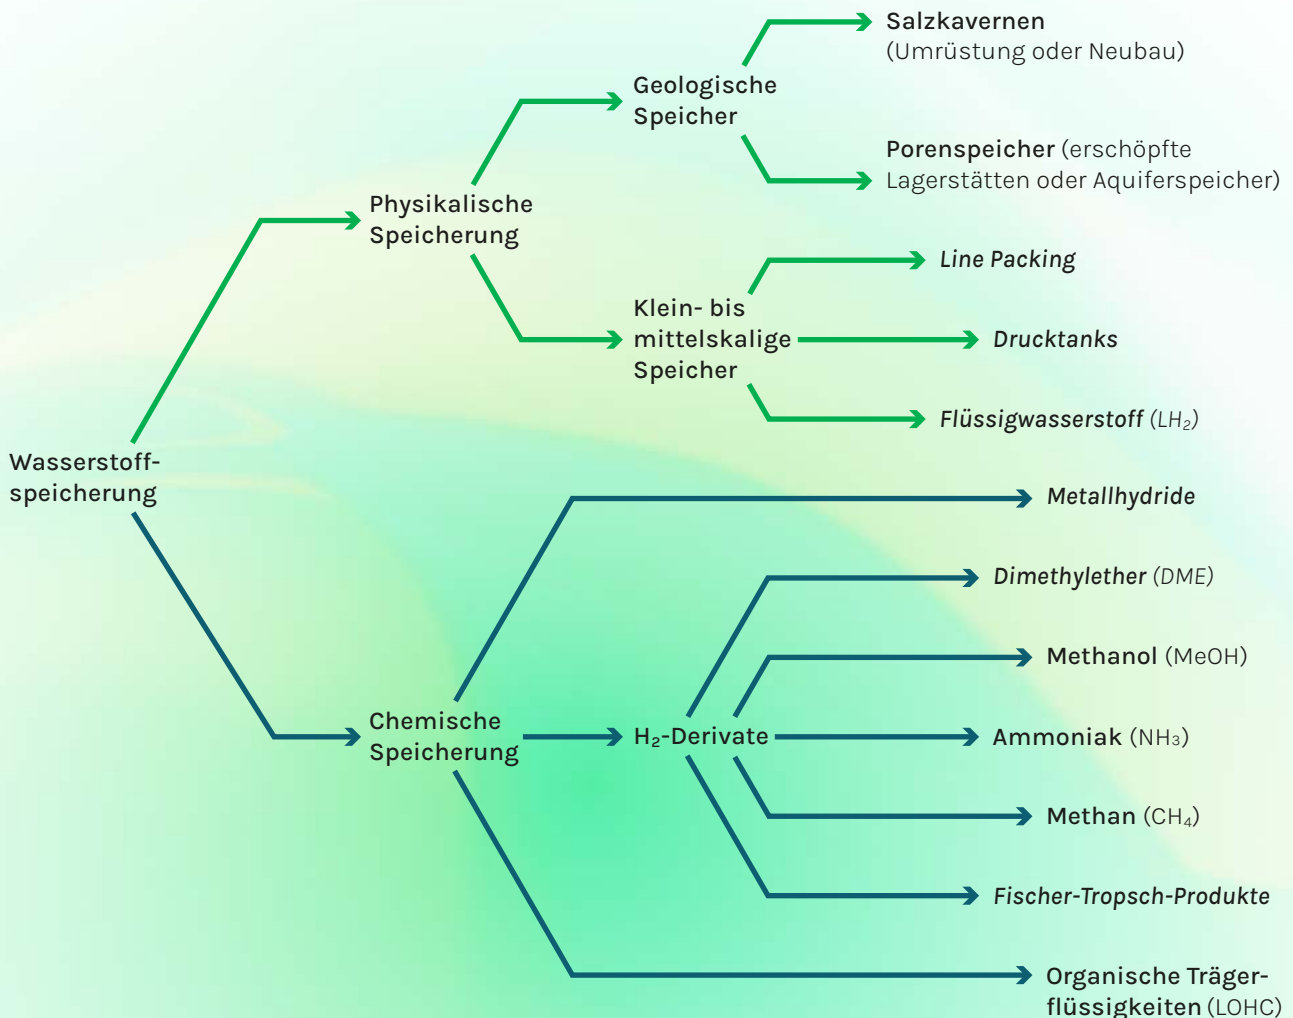 Wasserstoff-
speicherung
Physikalische
Speicherung
Geologische
Speicher
Salzkavernen
(Umrüstung oder Neubau)
Porenspeicher (erschöpfte
Lagerstätten oder Aquiferspeicher)
Klein- bis
mittelskalige
Speicher
Line Packing
Drucktanks
Flüssigwasserstoff (LH₂)
Chemische
Speicherung
Metallhydride
H₂-Derivate
Dimethylether (DME)
Methanol (MeOH)
Ammoniak (NH₃)
Methan (CH₄)
Fischer-Tropsch-Produkte
Organische Träger-
flüssigkeiten (LOHC)